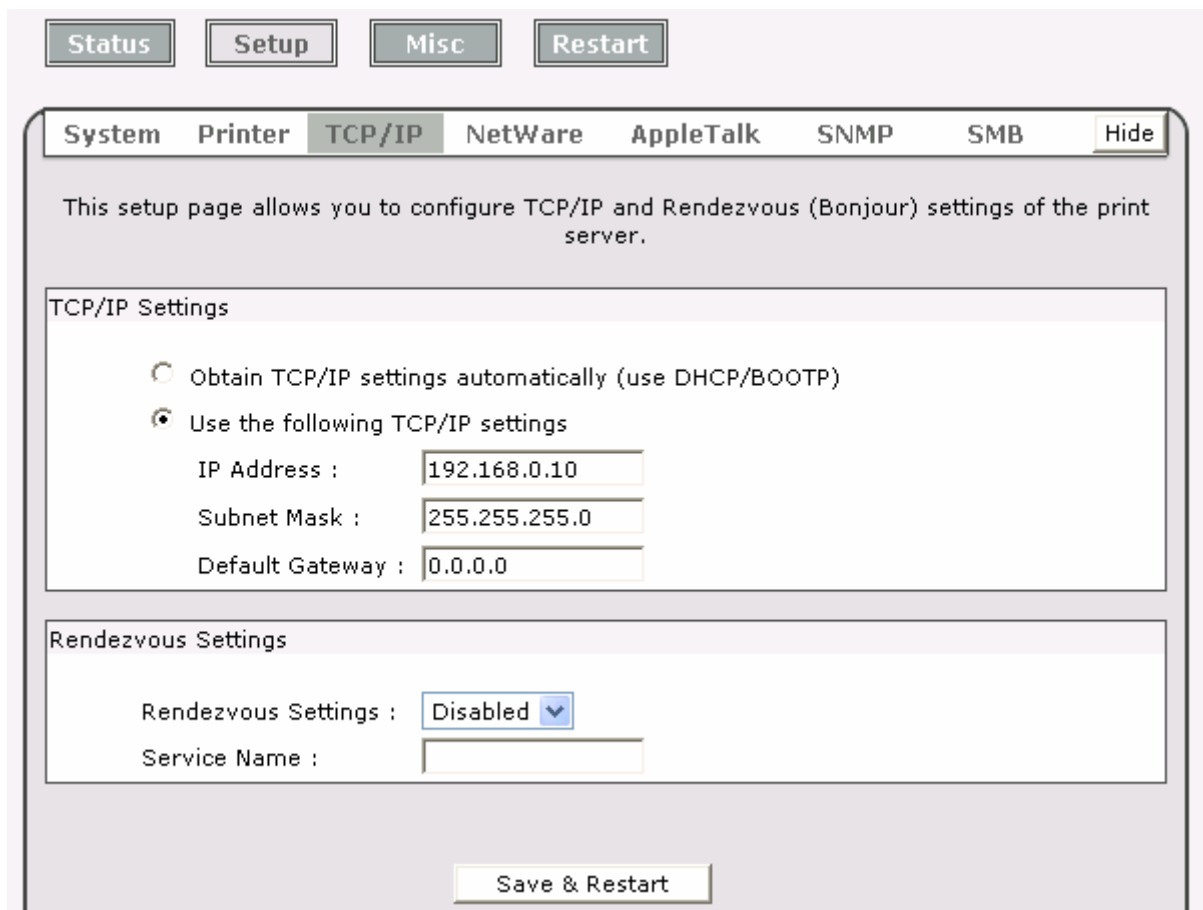 Status Setup Misc Restart
System Printer TCP/IP NetWare AppleTalk SNMP SMB Hide
This setup page allows you to configure TCP/IP and Rendezvous (Bonjour) settings of the print
server.
TCP/IP Settings
Obtain TCP/IP settings automatically (use DHCP/BOOTP)
Use the following TCP/IP settings
IP Address : 192.168.0.10
Subnet Mask : 255.255.255.0
Default Gateway : 0.0.0.0
Rendezvous Settings
Rendezvous Settings : Disabled
Service Name :
Save & Restart